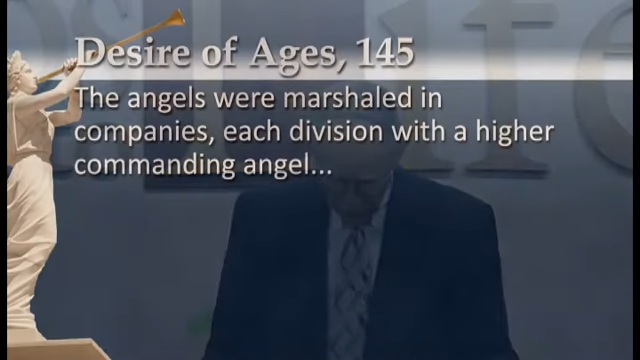 Desire of Ages, 145
The angels were marshaled in
companies, each division with a higher
commanding angel...